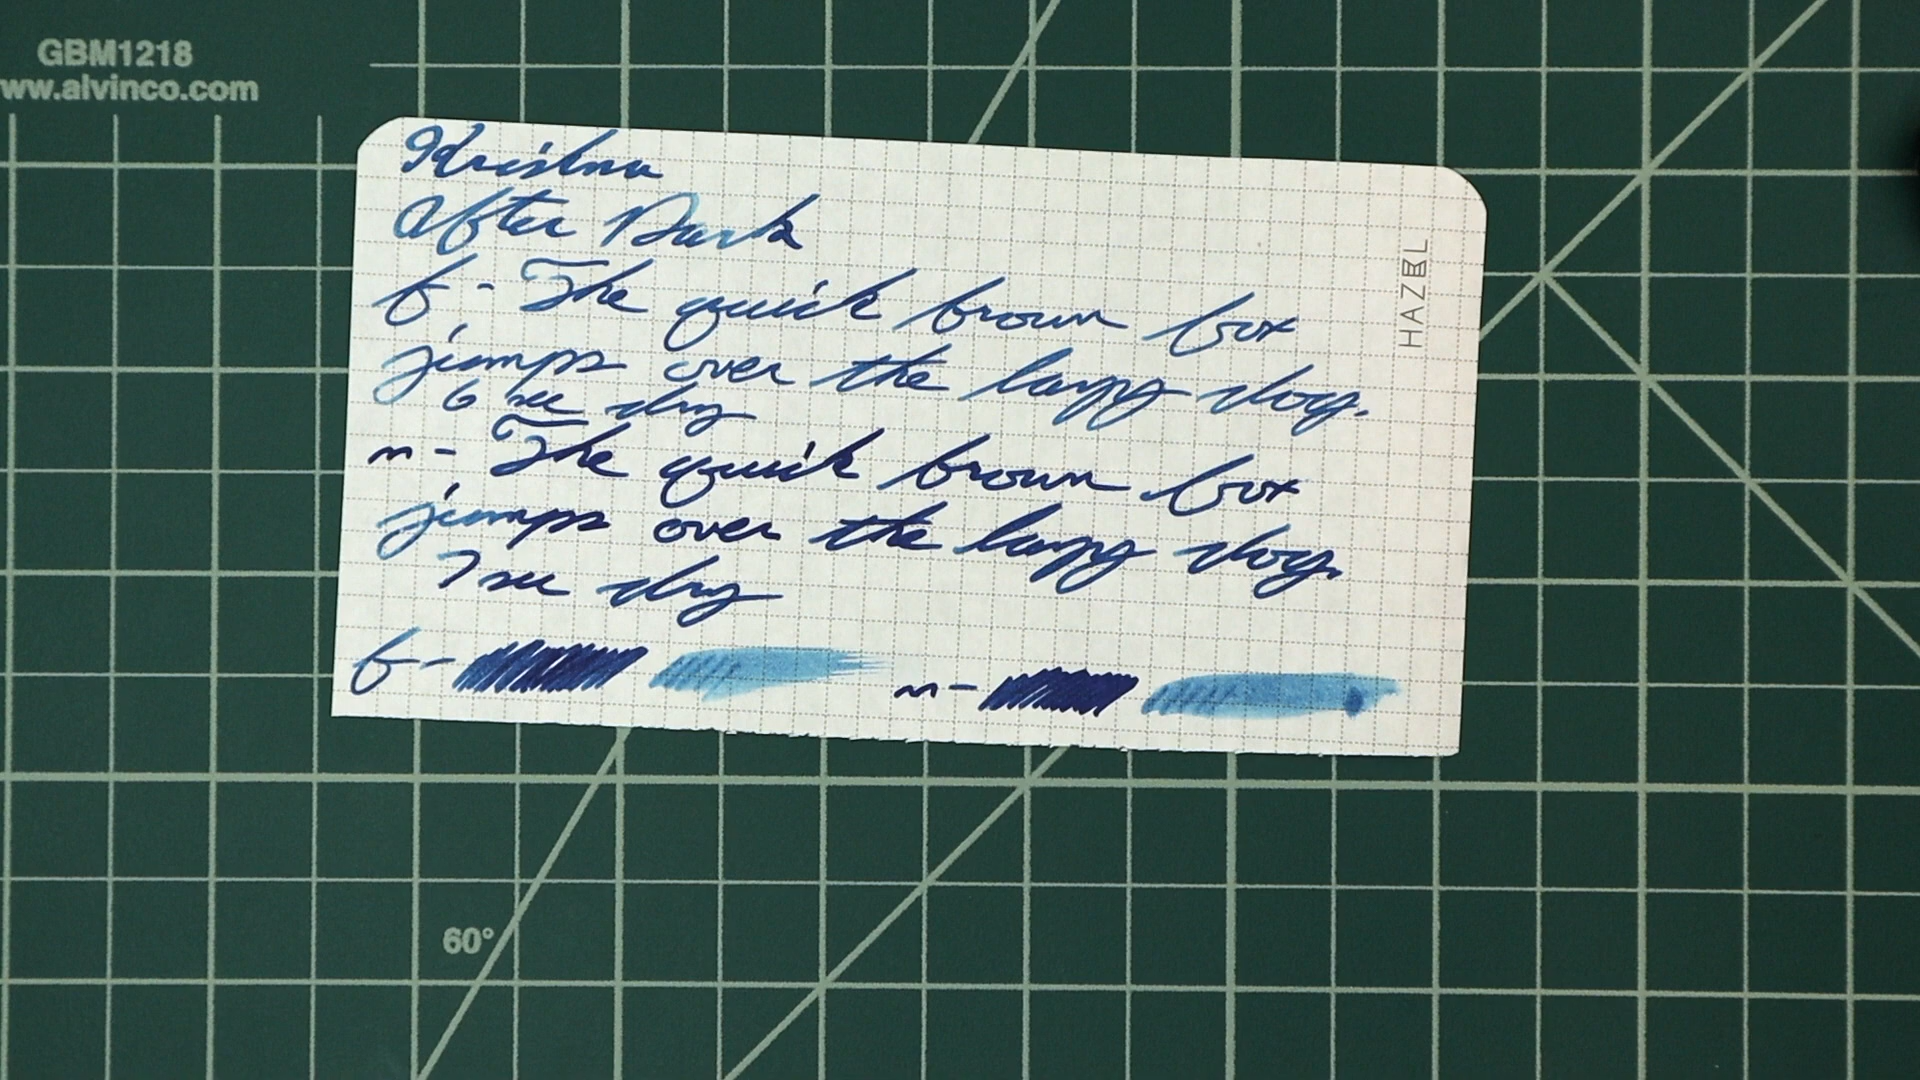 GBM1218
ww.alvinco.com
Krishna
After Dark
f - The quick brown fox
jumps over the lazy dog.
6 sec dry
m - The quick brown fox
jumps over the lazy dog.
7 sec dry
f - m -
HAZEL
60°